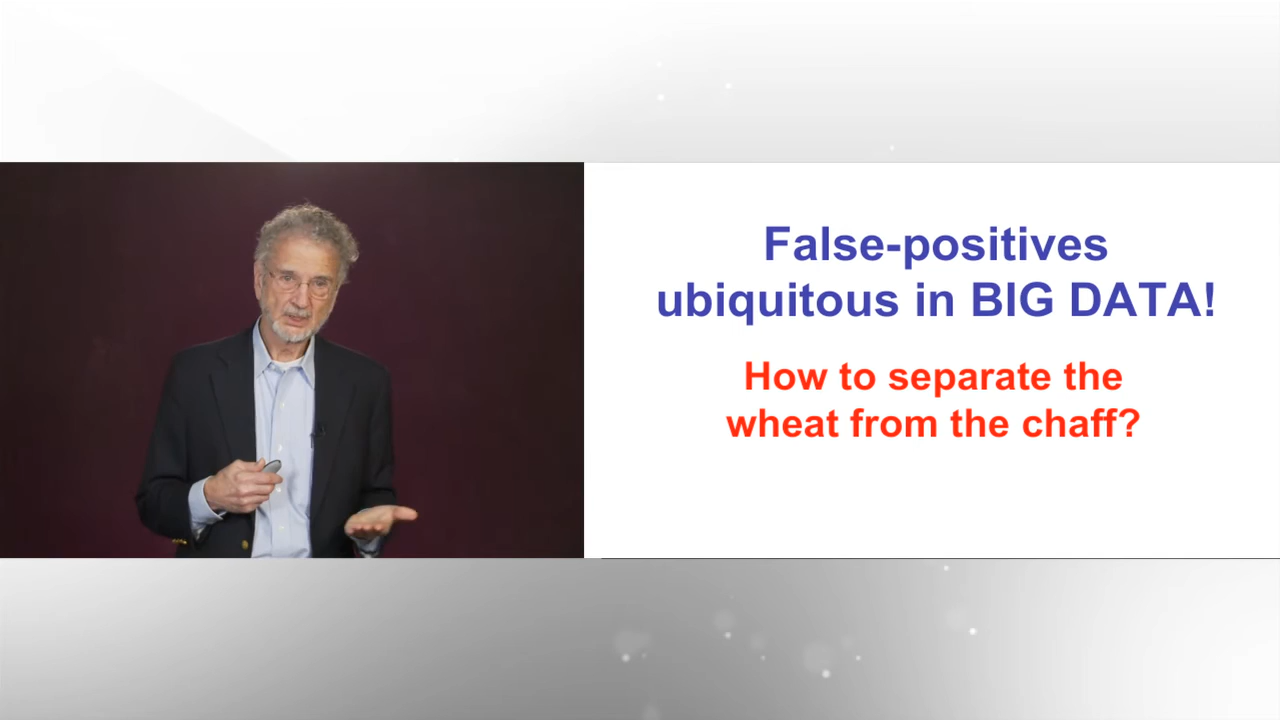 False-positives
ubiquitous in BIG DATA!
How to separate the
wheat from the chaff?